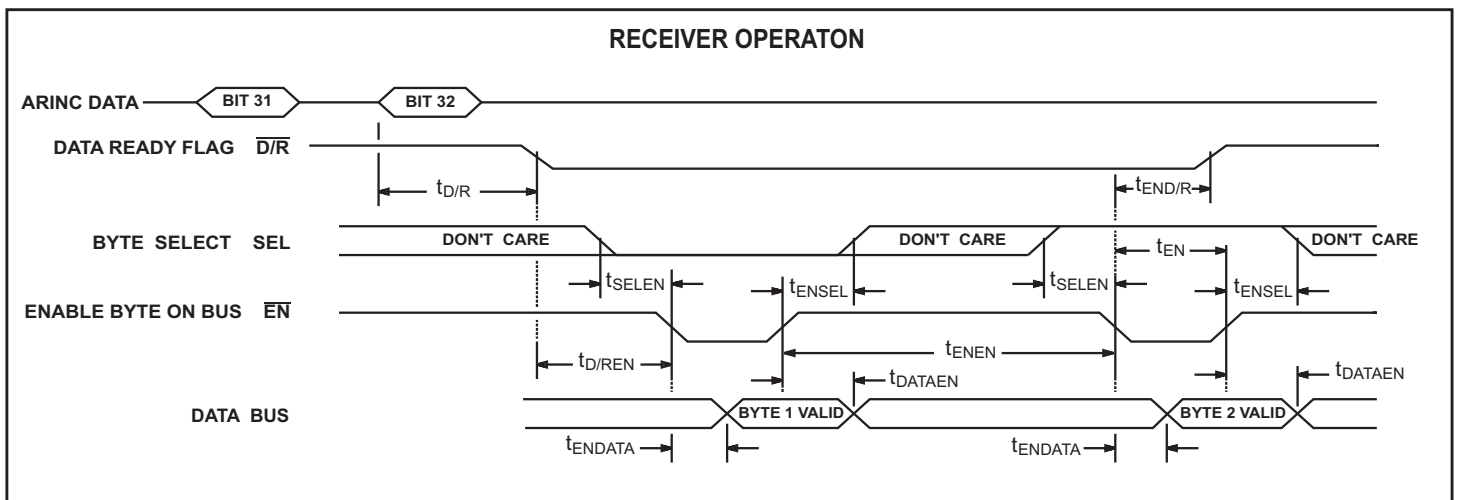 RECEIVER OPERATON
ARINC DATA
BIT 31
BIT 32
DATA READY FLAG D/R
tD/R
tEND/R
BYTE SELECT SEL
DON'T CARE
DON'T CARE
DON'T CARE
tEN
tSELEN
tENSEL
tSELEN
tENSEL
ENABLE BYTE ON BUS EN
tD/REN
tENEN
tDATAEN
tDATAEN
DATA BUS
BYTE 1 VALID
BYTE 2 VALID
tENDATA
tENDATA